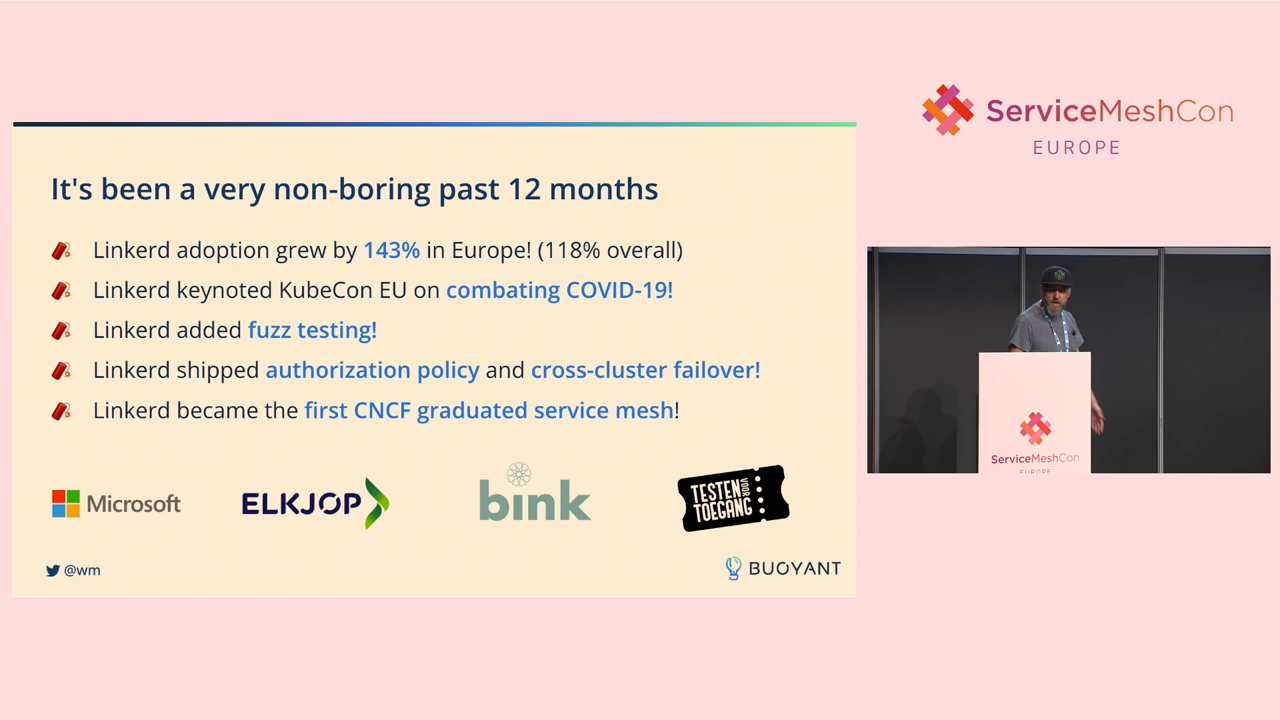 ServiceMeshCon
EUROPE
It's been a very non-boring past 12 months
Linkerd adoption grew by 143% in Europe! (118% overall)
Linkerd keynoted KubeCon EU on combating COVID-19!
Linkerd added fuzz testing!
Linkerd shipped authorization policy and cross-cluster failover!
Linkerd became the first CNCF graduated service mesh!
Microsoft
ELKJOP
bink
TESTEN VOOR
TOEGANG
@wm
BUOYANT
ServiceMeshCon
EUROPE